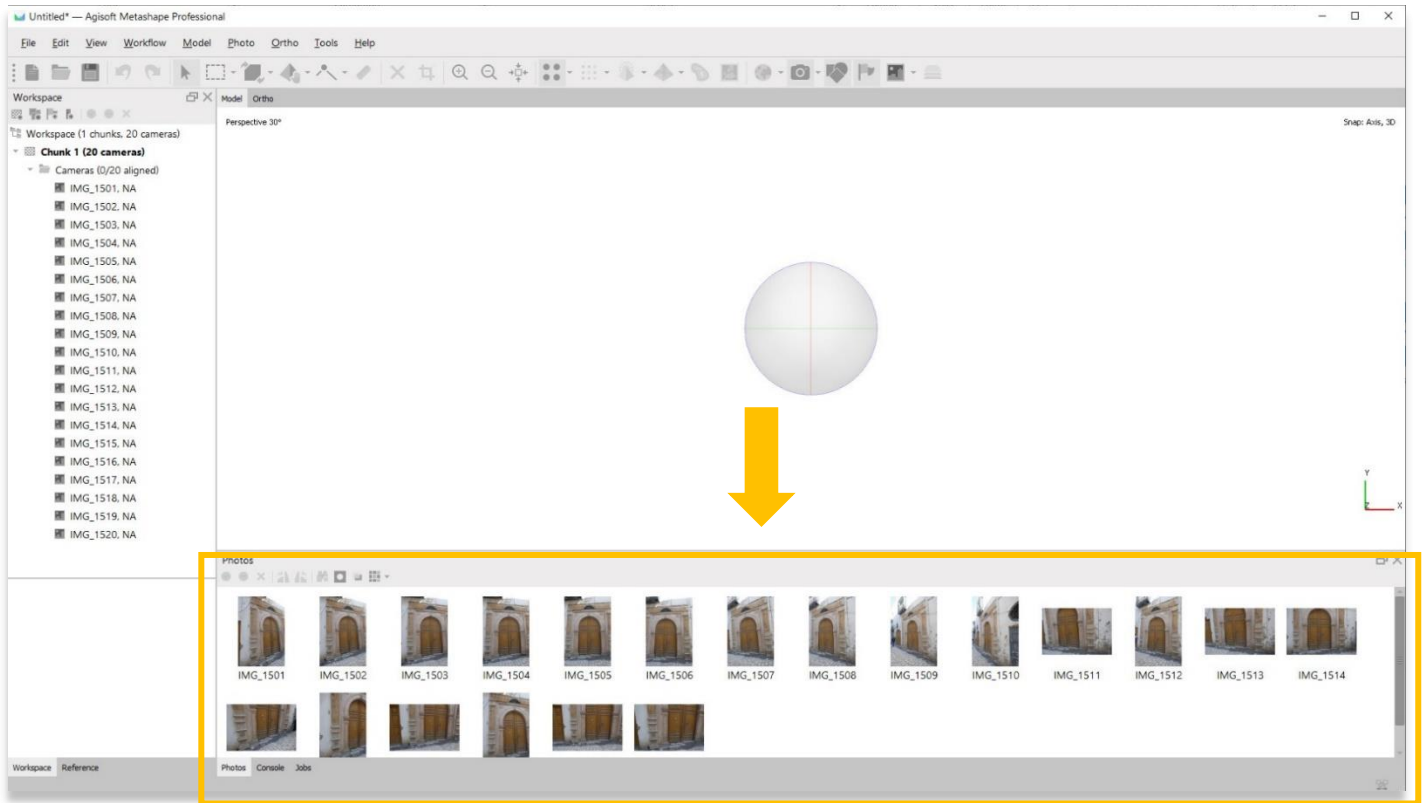 Untitled* — Agisoft Metashape Professional
File Edit View Workflow Model Photo Ortho Tools Help
Workspace
Model Ortho
Perspective 30°
Snap: Axis, 3D
Workspace (1 chunks, 20 cameras)
Chunk 1 (20 cameras)
Cameras (0/20 aligned)
IMG_1501, NA
IMG_1502, NA
IMG_1503, NA
IMG_1504, NA
IMG_1505, NA
IMG_1506, NA
IMG_1507, NA
IMG_1508, NA
IMG_1509, NA
IMG_1510, NA
IMG_1511, NA
IMG_1512, NA
IMG_1513, NA
IMG_1514, NA
IMG_1515, NA
IMG_1516, NA
IMG_1517, NA
IMG_1518, NA
IMG_1519, NA
IMG_1520, NA
Y
Z X
Photos
IMG_1501 IMG_1502 IMG_1503 IMG_1504 IMG_1505 IMG_1506 IMG_1507 IMG_1508 IMG_1509 IMG_1510 IMG_1511 IMG_1512 IMG_1513 IMG_1514
Workspace Reference
Photos Console Jobs